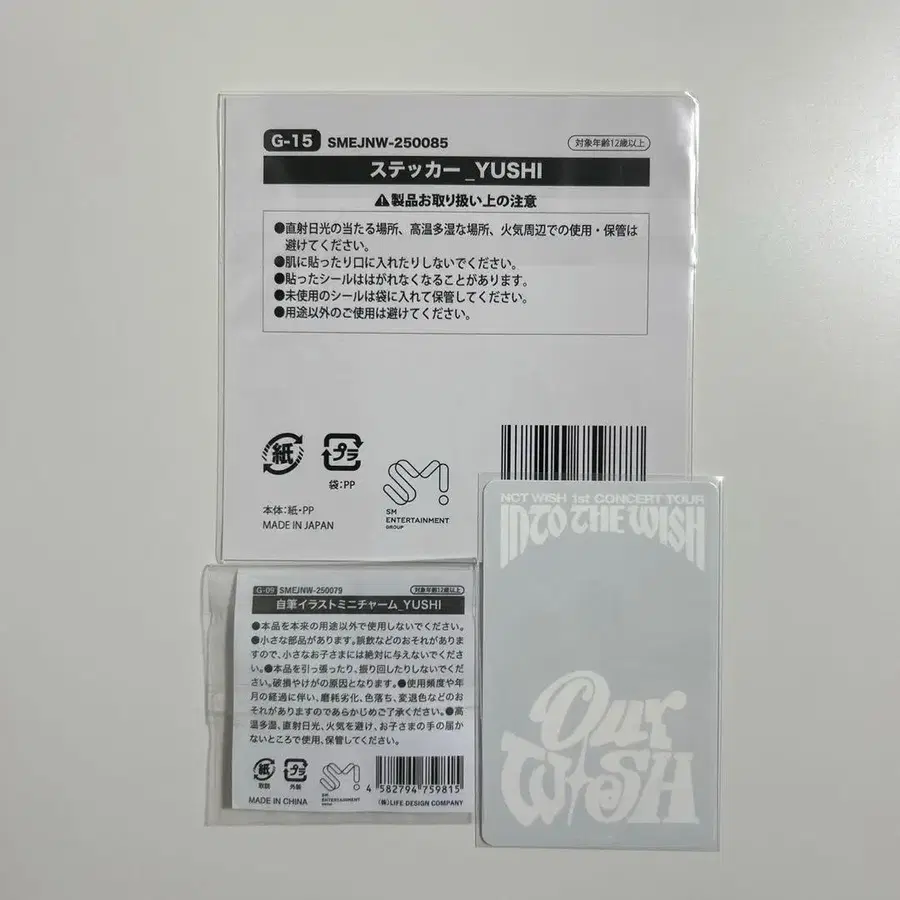 G-15 SMEJNW-250085 対象年齢12歳以上
ステッカー_YUSHI
⚠製品お取り扱い上の注意
●直射日光の当たる場所、高温多湿な場所、火気周辺での使用・保管は
避けてください。
●肌に貼ったり口に入れたりしないでください。
●貼ったシールははがれなくなることがあります。
●未使用のシールは袋に入れて保管してください。
●用途以外のご使用は避けてください。
紙
プラ
袋:PP
本体:紙・PP
MADE IN JAPAN
SM
SM
ENTERTAINMENT
GROUP
G-09 SMEJNW-250079 対象年齢12歳以上
自筆イラストミニチャーム_YUSHI
●本品を本来の用途以外で使用しないでください。
●小さな部品があります。誤飲などのおそれがありま
すので、小さなお子さまには絶対に与えないでくださ
い。●本品を引っ張ったり、振り回したりしないでくだ
さい。破損やけがの原因となります。●使用頻度や年
月の経過に伴い、磨耗劣化、色落ち、変退色などのお
それがありますのであらかじめご了承ください。●高
温多湿、直射日光、火気を避け、お子さまの手の届か
ないところで使用、保管してください。
紙
取説
プラ
外装
SM
SM
ENTERTAINMENT
GROUP
4 582794 759815
MADE IN CHINA
(株)LIFE DESIGN COMPANY
NCT WISH 1st CONCERT TOUR
INTO THE WISH
Our
WISH